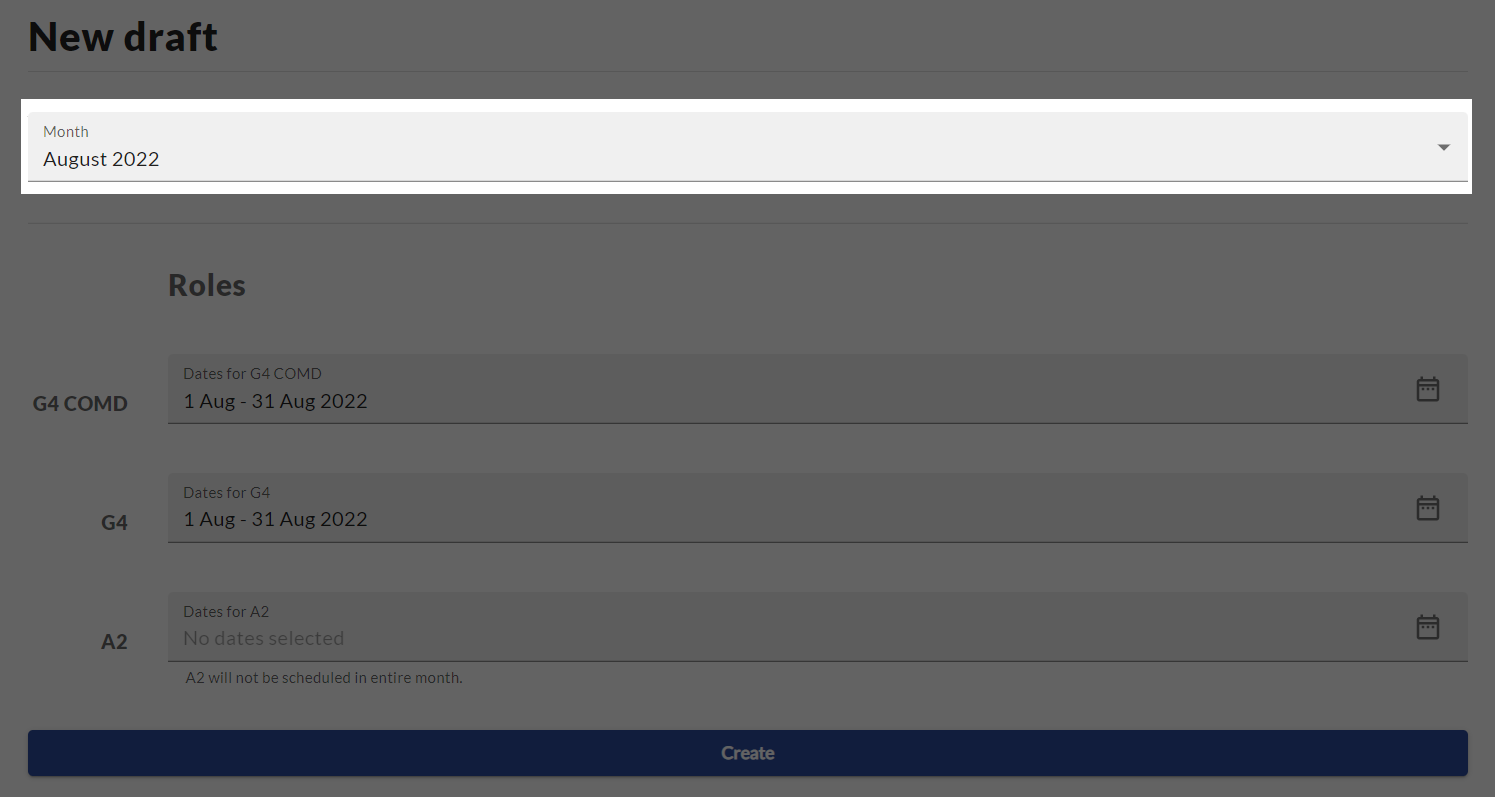 New draft
Month
August 2022
Roles
G4 COMD
Dates for G4 COMD
1 Aug - 31 Aug 2022
G4
Dates for G4
1 Aug - 31 Aug 2022
A2
Dates for A2
No dates selected
A2 will not be scheduled in entire month.
Create